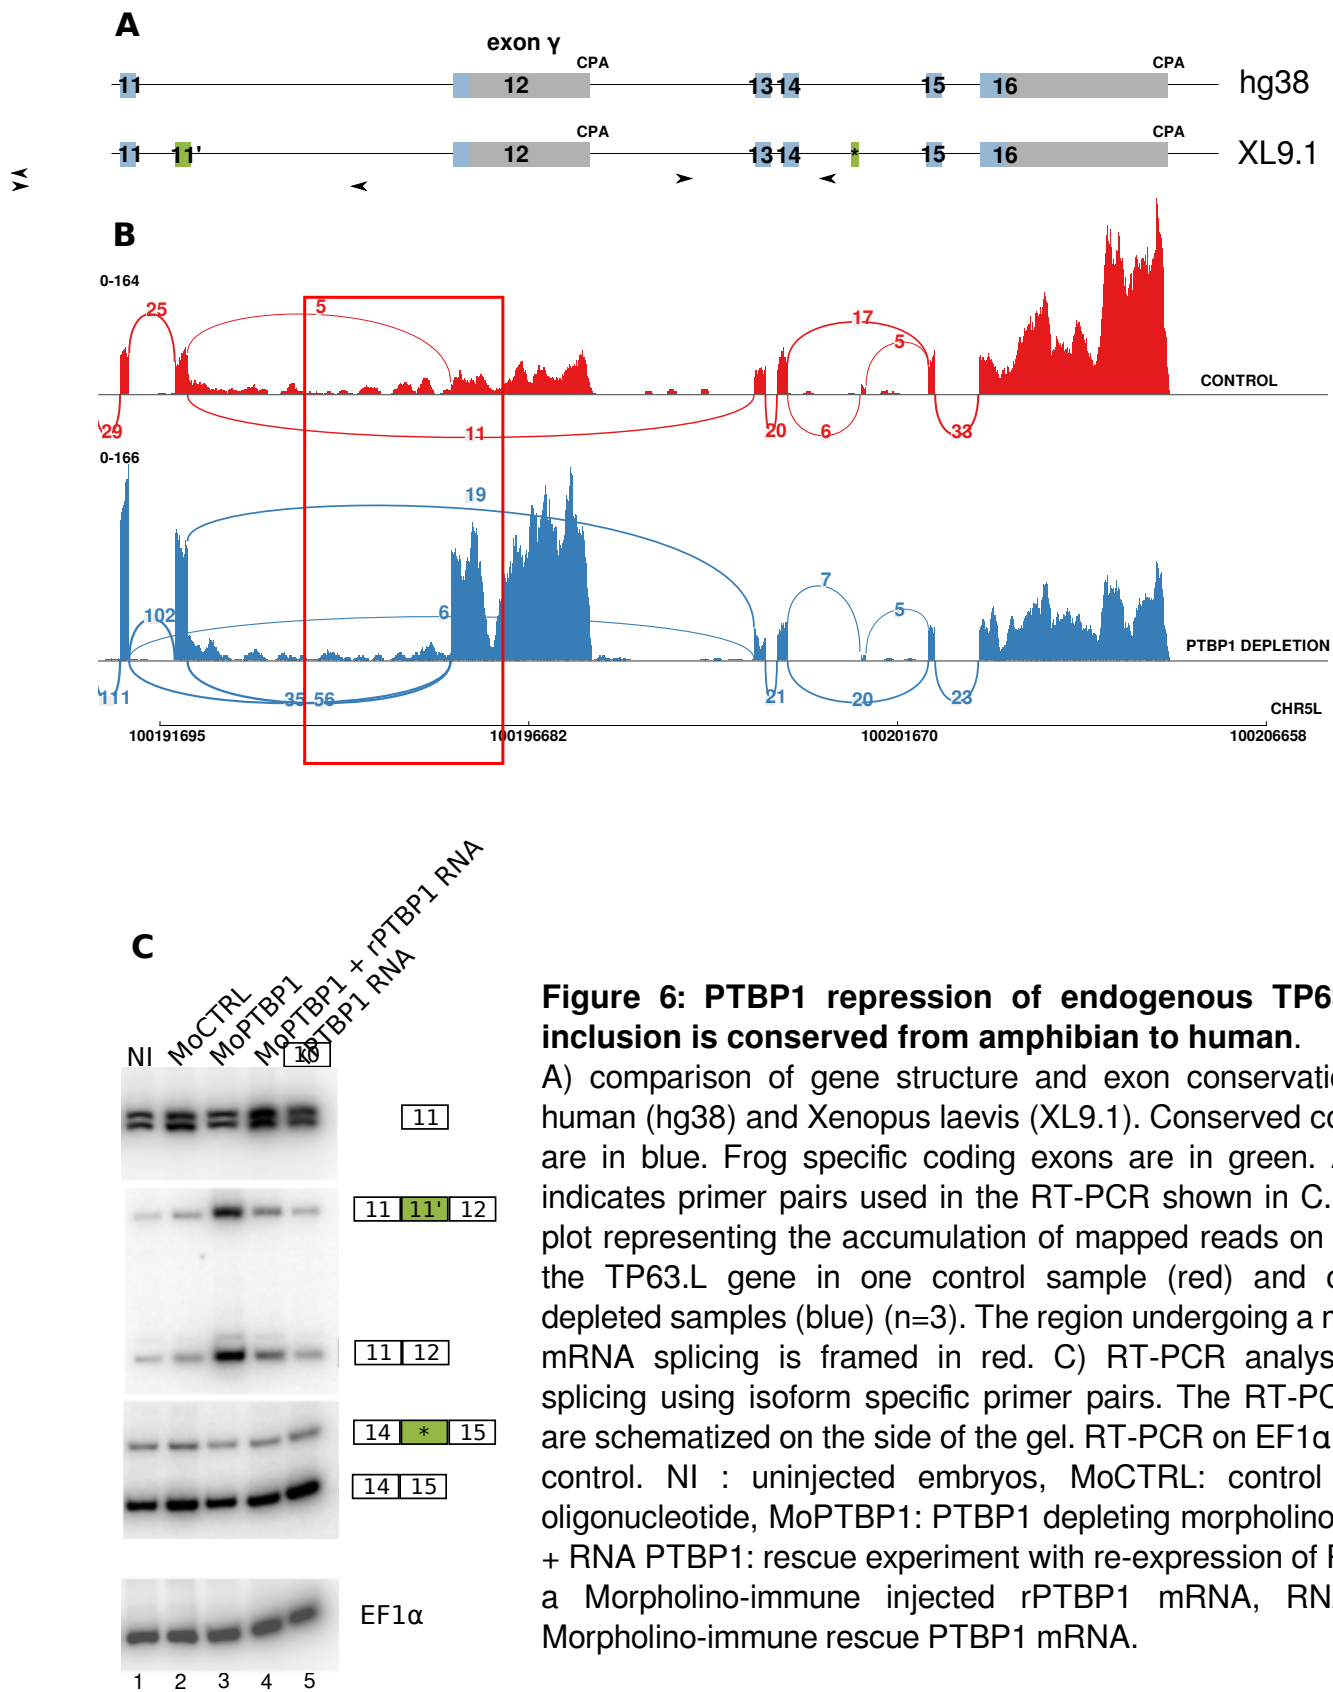 A
exon γ
CPA
CPA
11
12
13
14
15
16
hg38
CPA
CPA
11
11'
12
13
14
*
15
16
XL9.1
B
0-164
25
5
17
5
CONTROL
29
11
20
6
33
0-166
19
102
6
7
5
PTBP1 DEPLETION
111
35
56
21
20
23
CHR5L
100191695
100196682
100201670
100206658
C
NI
MoCTRL
MoPTBP1
MoPTBP1 + rPTBP1 RNA
rPTBP1 RNA
10
11
11 11' 12
11 12
14 * 15
14 15
EF1α
1 2 3 4 5
Figure 6: PTBP1 repression of endogenous TP6
inclusion is conserved from amphibian to human.
A) comparison of gene structure and exon conservati
human (hg38) and Xenopus laevis (XL9.1). Conserved co
are in blue. Frog specific coding exons are in green.
indicates primer pairs used in the RT-PCR shown in C.
plot representing the accumulation of mapped reads on
the TP63.L gene in one control sample (red) and
depleted samples (blue) (n=3). The region undergoing a
mRNA splicing is framed in red. C) RT-PCR analys
splicing using isoform specific primer pairs. The RT-PC
are schematized on the side of the gel. RT-PCR on EF1α
control. NI : uninjected embryos, MoCTRL: control
oligonucleotide, MoPTBP1: PTBP1 depleting morpholino
+ RNA PTBP1: rescue experiment with re-expression of
a Morpholino-immune injected rPTBP1 mRNA, RNA
Morpholino-immune rescue PTBP1 mRNA.